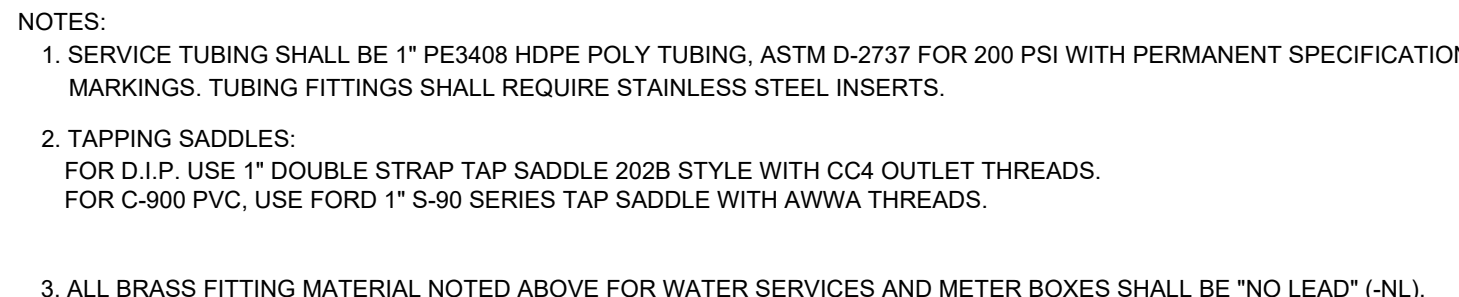 NOTES:
1. SERVICE TUBING SHALL BE 1" PE3408 HDPE POLY TUBING, ASTM D-2737 FOR 200 PSI WITH PERMANENT SPECIFICATION
MARKINGS. TUBING FITTINGS SHALL REQUIRE STAINLESS STEEL INSERTS.
2. TAPPING SADDLES:
FOR D.I.P. USE 1" DOUBLE STRAP TAP SADDLE 202B STYLE WITH CC4 OUTLET THREADS.
FOR C-900 PVC, USE FORD 1" S-90 SERIES TAP SADDLE WITH AWWA THREADS.
3. ALL BRASS FITTING MATERIAL NOTED ABOVE FOR WATER SERVICES AND METER BOXES SHALL BE "NO LEAD" (-NL).